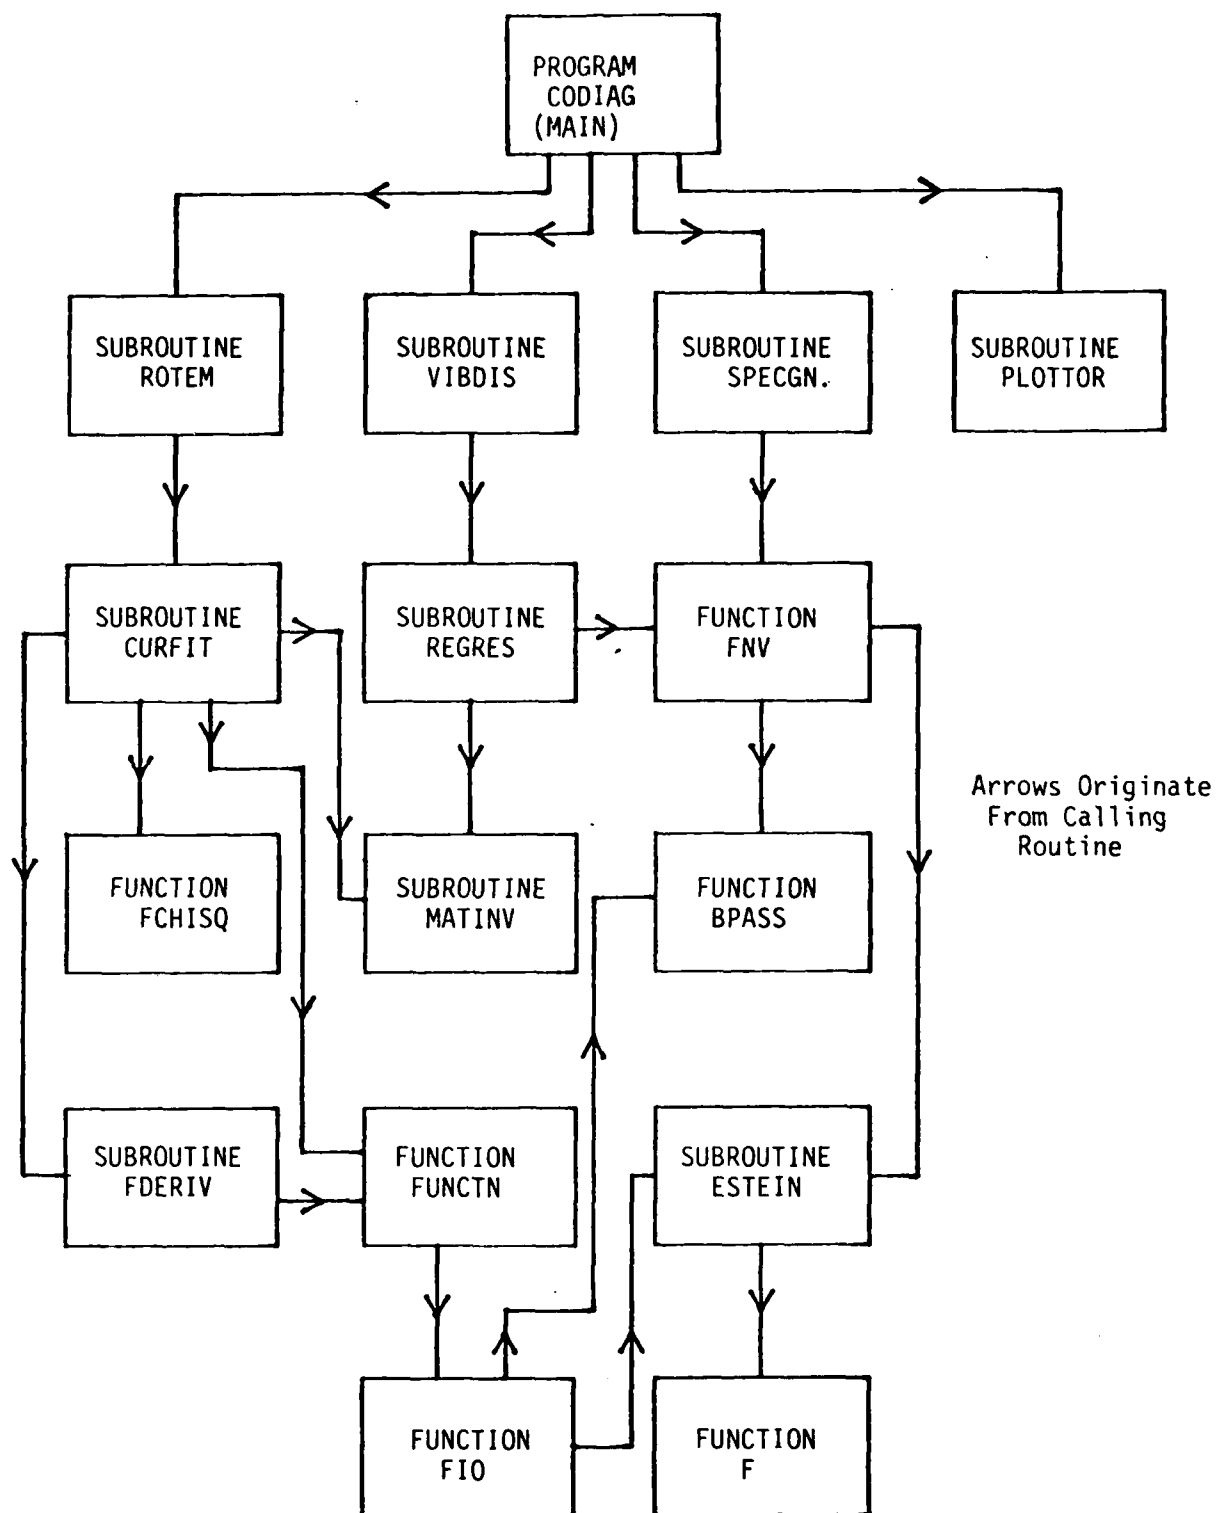 PROGRAM
CODIAG
(MAIN)
SUBROUTINE
ROTEM
SUBROUTINE
VIBDIS
SUBROUTINE
SPECGN.
SUBROUTINE
PLOTTOR
SUBROUTINE
CURFIT
SUBROUTINE
REGRES
FUNCTION
FNV
Arrows Originate
From Calling
Routine
FUNCTION
FCHISQ
SUBROUTINE
MATINV
FUNCTION
BPASS
SUBROUTINE
FDERIV
FUNCTION
FUNCTN
SUBROUTINE
ESTEIN
FUNCTION
FIO
FUNCTION
F